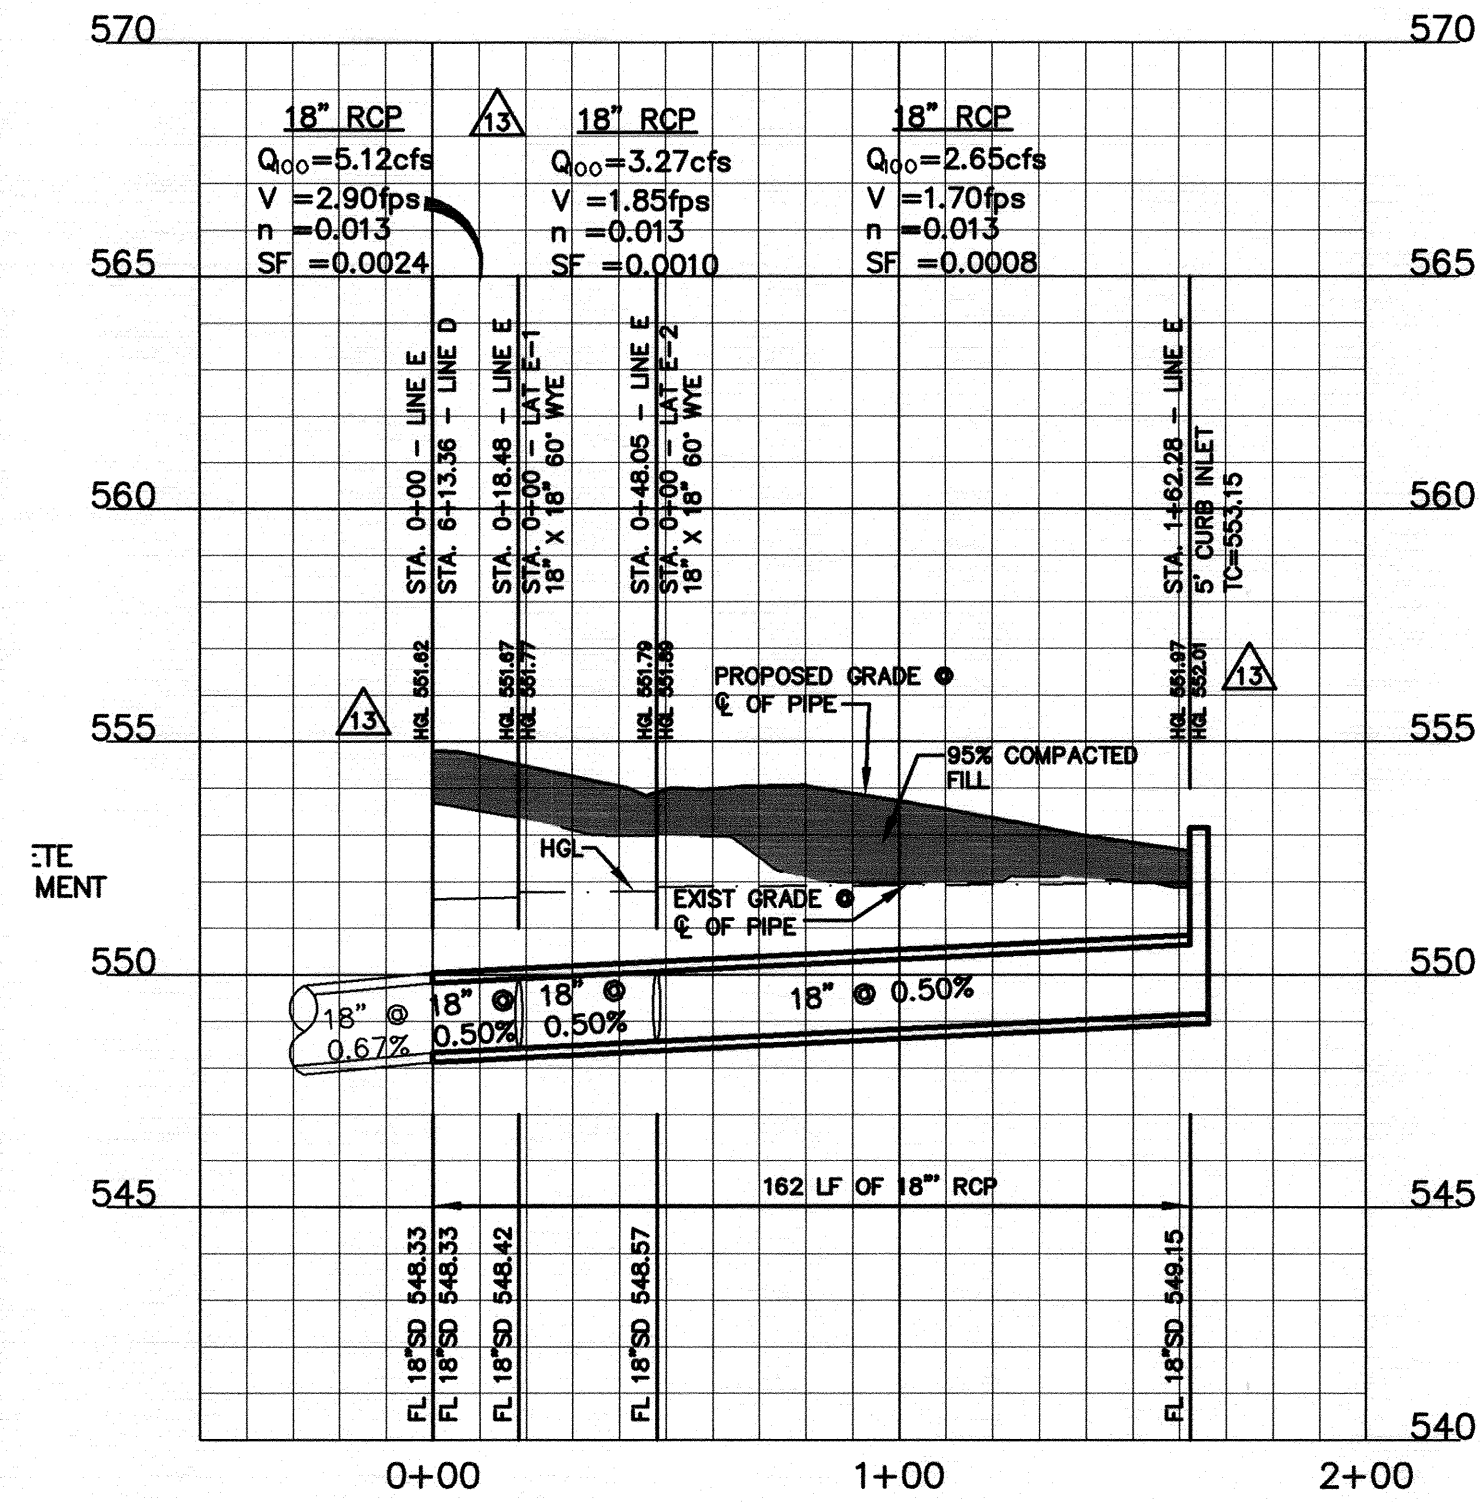 570
570
18" RCP
Q100=5.12cfs
V =2.90fps
n =0.013
SF =0.0024
13
18" RCP
Q100=3.27cfs
V =1.85fps
n =0.013
SF =0.0010
18" RCP
Q100=2.65cfs
V =1.70fps
n =0.013
SF =0.0008
565
565
STA. 0+00 - LINE E
STA. 6+13.36 - LINE D
STA. 0+18.48 - LINE E
STA. 0+00 - LAT E-1
18" X 18" 60° WYE
STA. 0+48.05 - LINE E
STA. 0+00 - LAT E-2
18" X 18" 60° WYE
STA. 1+62.28 - LINE E
5' CURB INLET
TC=553.15
560
560
HGL 551.62
HGL 551.67
HGL 551.77
HGL 551.79
HGL 551.89
HGL 551.97
HGL 552.01
13
13
PROPOSED GRADE @
℄ OF PIPE
555
555
95% COMPACTED
FILL
HGL
ETE
MENT
EXIST GRADE @
℄ OF PIPE
550
550
18" @
0.67%
18" @
0.50%
18" @
0.50%
18" @ 0.50%
162 LF OF 18"' RCP
545
545
FL 18"SD 548.33
FL 18"SD 548.33
FL 18"SD 548.42
FL 18"SD 548.57
FL 18"SD 549.15
540
0+00
1+00
2+00